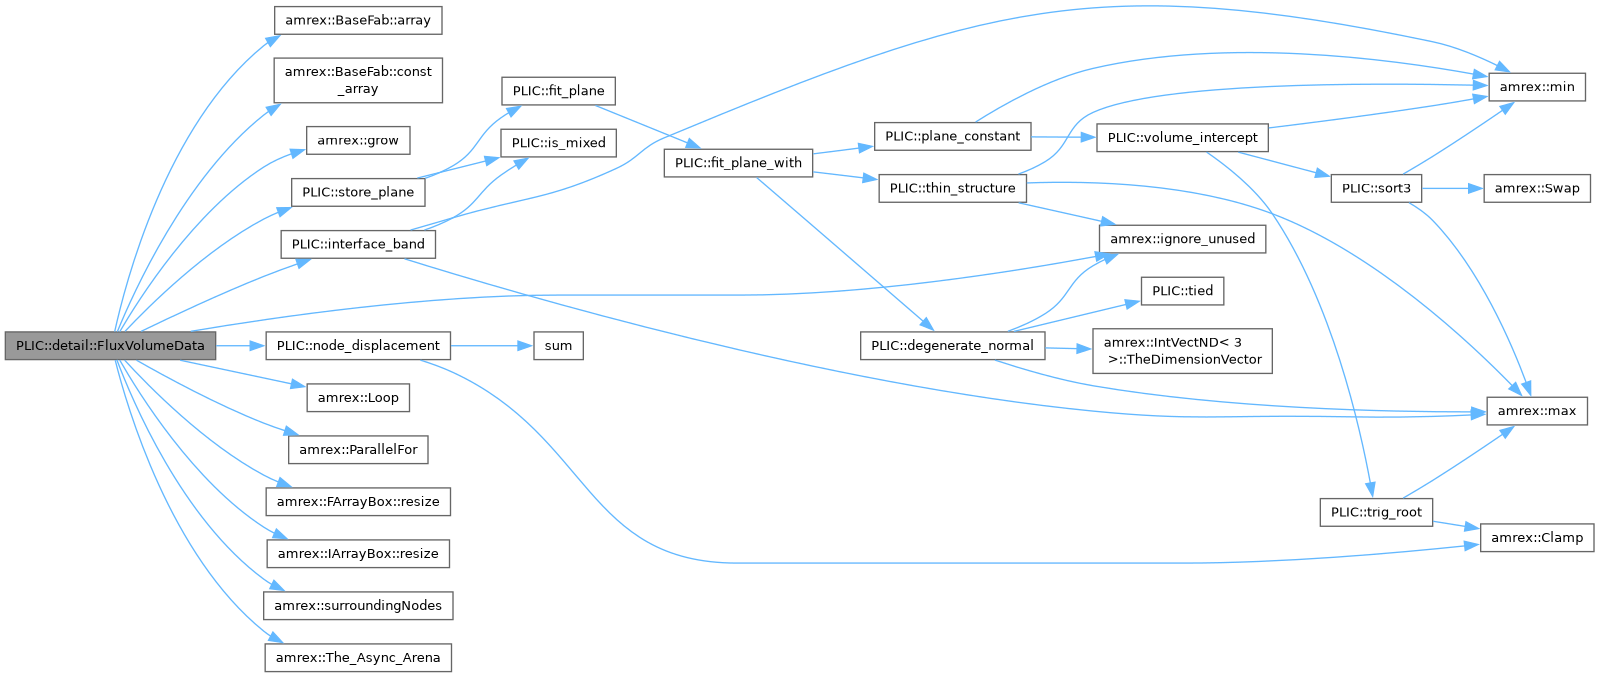 amrex::BaseFab::array
amrex::BaseFab::const
_array
amrex::grow
PLIC::store_plane
PLIC::interface_band
PLIC::detail::FluxVolumeData
PLIC::node_displacement
amrex::Loop
amrex::ParallelFor
amrex::FArrayBox::resize
amrex::IArrayBox::resize
amrex::surroundingNodes
amrex::The_Async_Arena
PLIC::fit_plane
PLIC::is_mixed
sum
PLIC::fit_plane_with
PLIC::plane_constant
PLIC::thin_structure
PLIC::degenerate_normal
PLIC::volume_intercept
amrex::ignore_unused
PLIC::tied
amrex::IntVectND< 3
>::TheDimensionVector
PLIC::sort3
PLIC::trig_root
amrex::min
amrex::Swap
amrex::max
amrex::Clamp